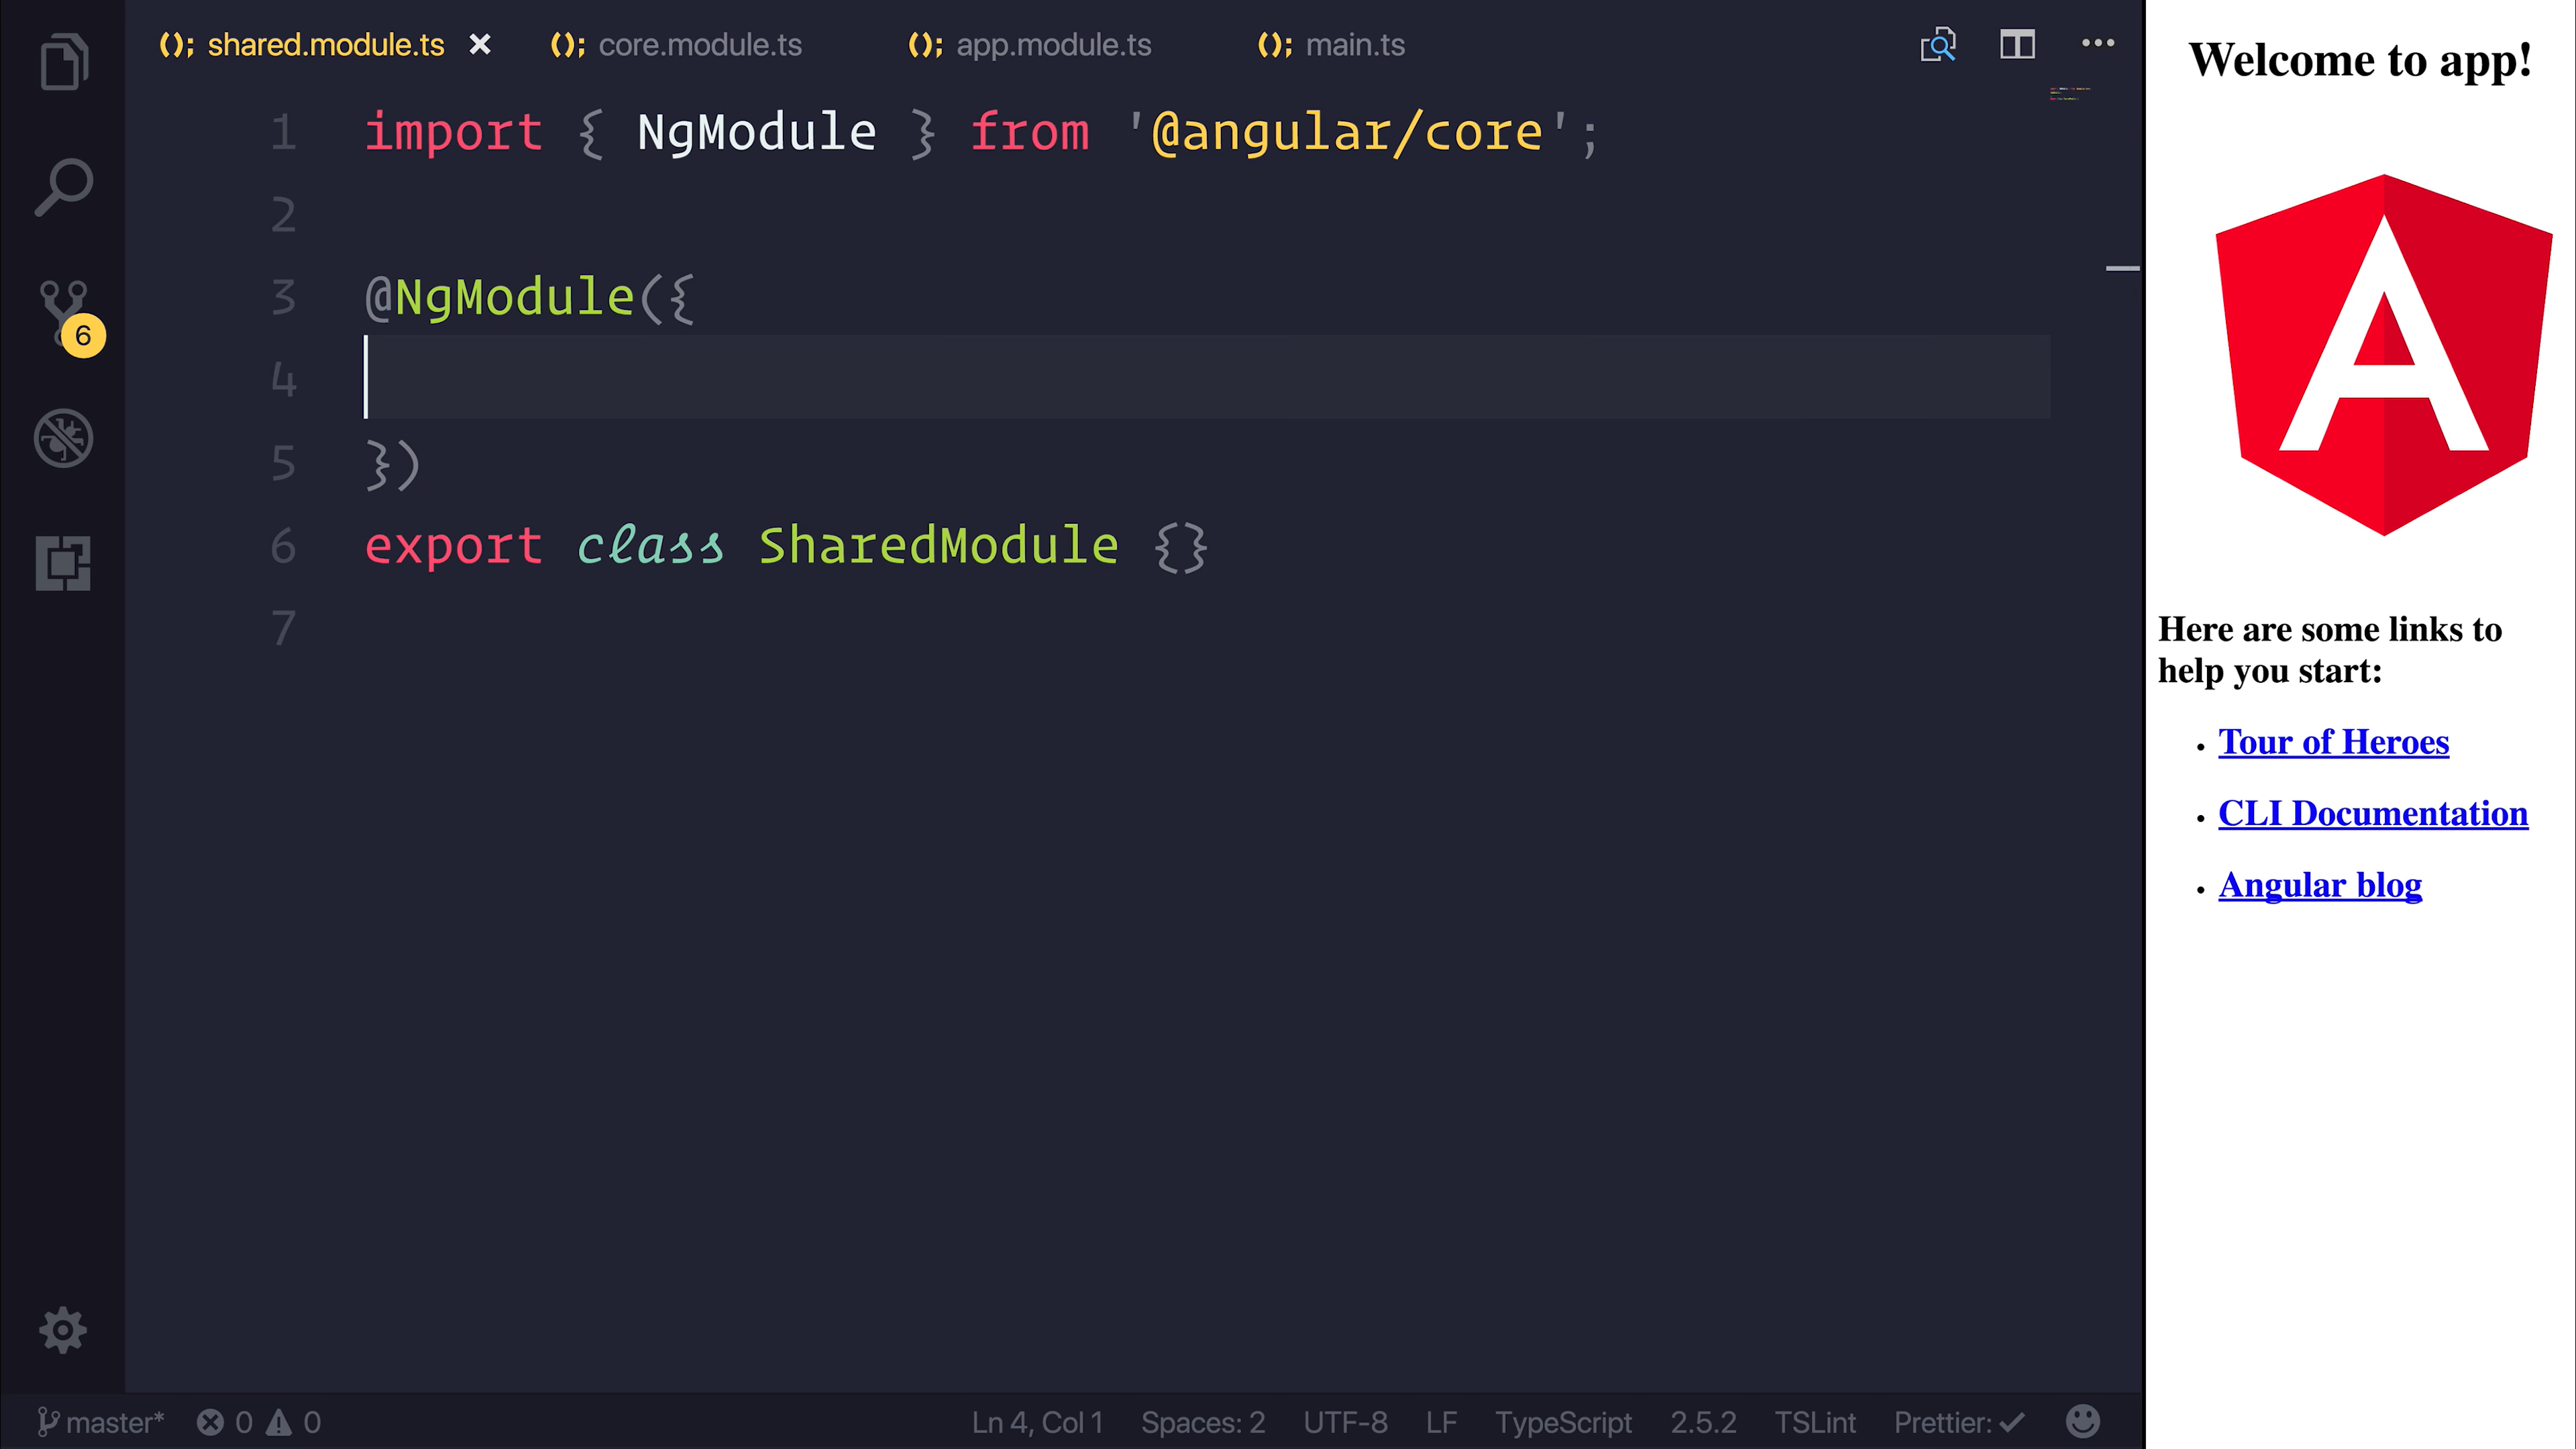 (); shared.module.ts × (); core.module.ts (); app.module.ts (); main.ts
1 import { NgModule } from '@angular/core';
2
3 @NgModule({
4
5 })
6 export class SharedModule {}
7
6
master* 0 0 Ln 4, Col 1 Spaces: 2 UTF-8 LF TypeScript 2.5.2 TSLint Prettier: ✓
Welcome to app!
A
Here are some links to
help you start:
• Tour of Heroes
• CLI Documentation
• Angular blog